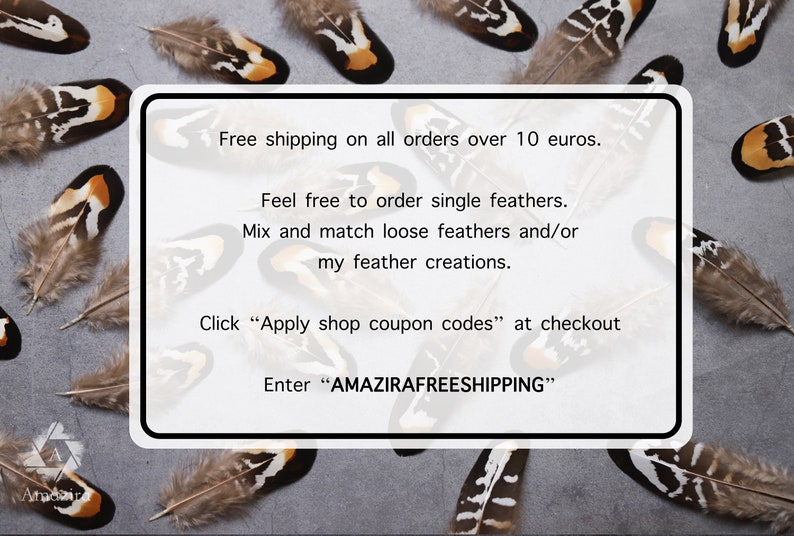 Free shipping on all orders over 10 euros.
Feel free to order single feathers.
Mix and match loose feathers and/or
my feather creations.
Click “Apply shop coupon codes” at checkout
Enter “AMAZIRAFREESHIPPING”
A
Amazira